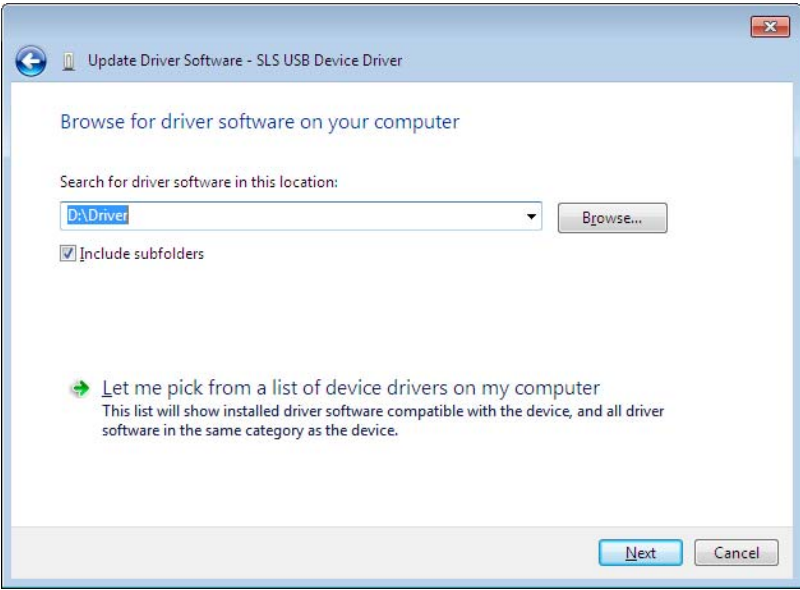 Update Driver Software - SLS USB Device Driver
Browse for driver software on your computer
Search for driver software in this location:
D:\Driver
Browse...
Include subfolders
Let me pick from a list of device drivers on my computer
This list will show installed driver software compatible with the device, and all driver
software in the same category as the device.
Next
Cancel